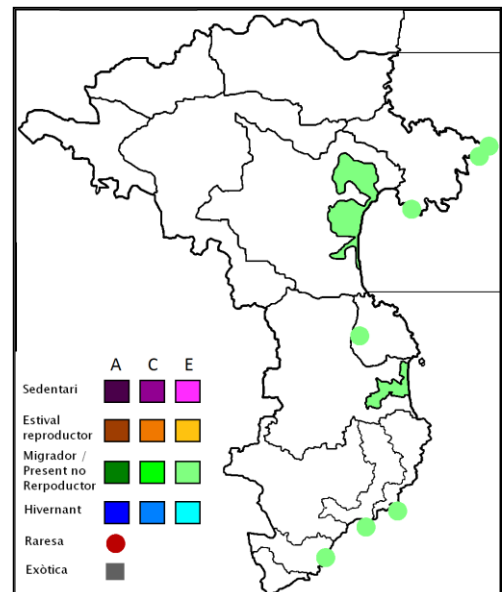 A C E
Sedentari
Estival
reproductor
Migrador /
Present no
Rerpoductor
Hivernant
Raresa
Exòtica